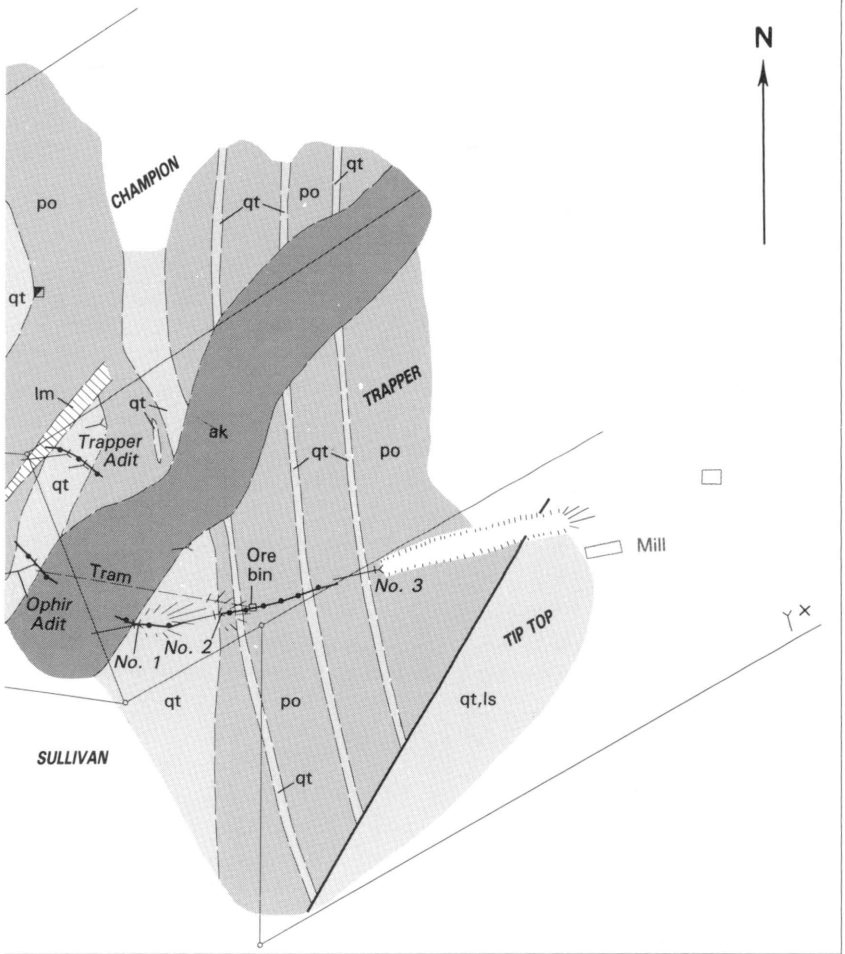 N
CHAMPION
po
qt
qt
po
qt
TRAPPER
lm
qt
Trapper
Adit
qt
ak
qt
po
Ore
bin
Mill
Tram
No. 3
Ophir
Adit
No. 1
No. 2
TIP TOP
x
qt
po
qt,ls
SULLIVAN
qt